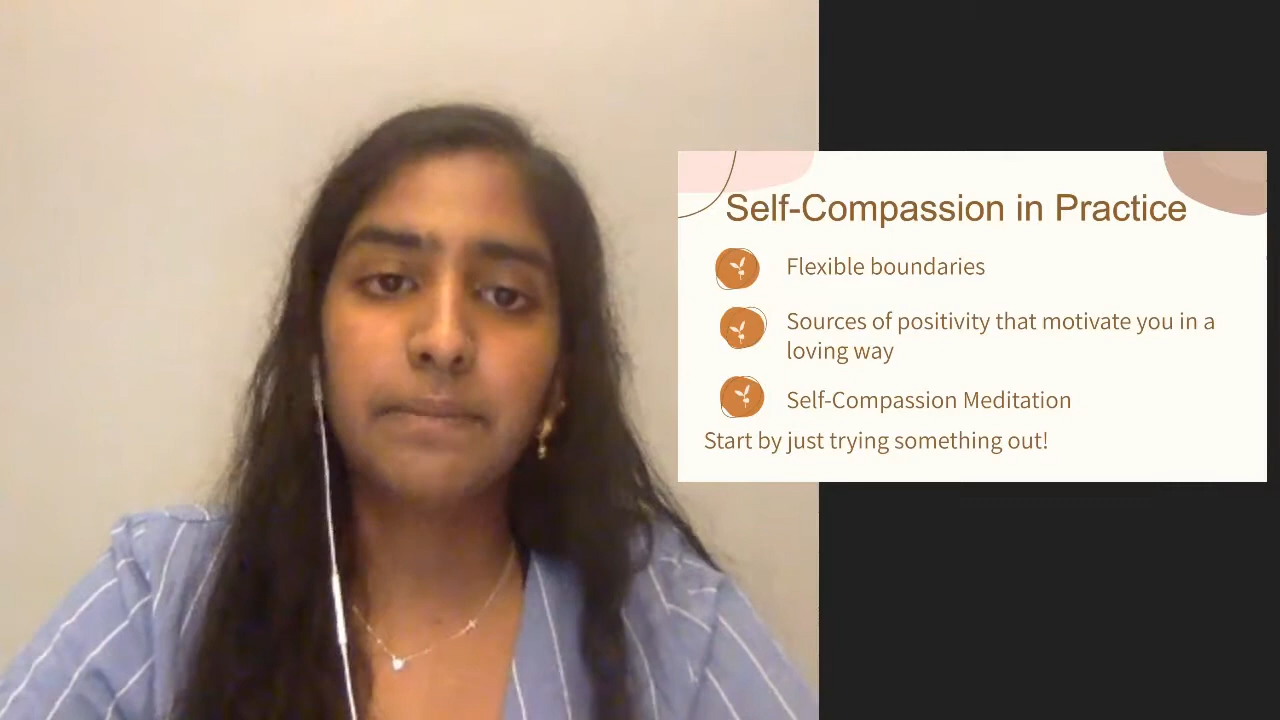 Self-Compassion in Practice
Flexible boundaries
Sources of positivity that motivate you in a
loving way
Self-Compassion Meditation
Start by just trying something out!